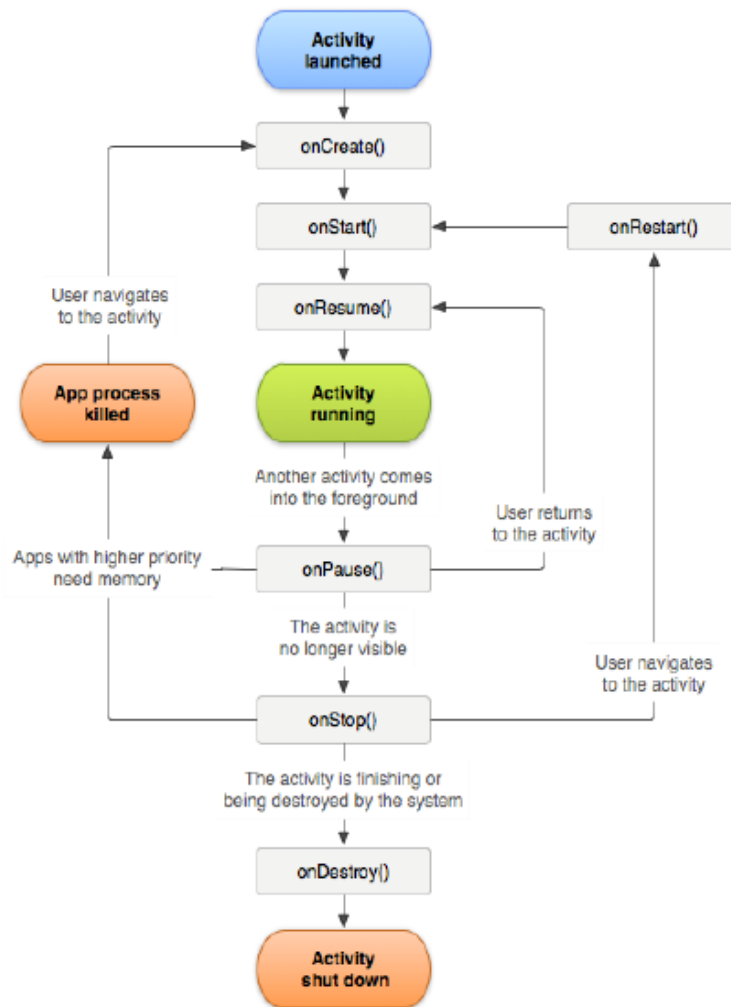 Activity
launched
onCreate()
onStart()
onRestart()
User navigates
to the activity
onResume()
App process
killed
Activity
running
Another activity comes
into the foreground
User returns
to the activity
Apps with higher priority
need memory
onPause()
The activity is
no longer visible
User navigates
to the activity
onStop()
The activity is finishing or
being destroyed by the system
onDestroy()
Activity
shut down